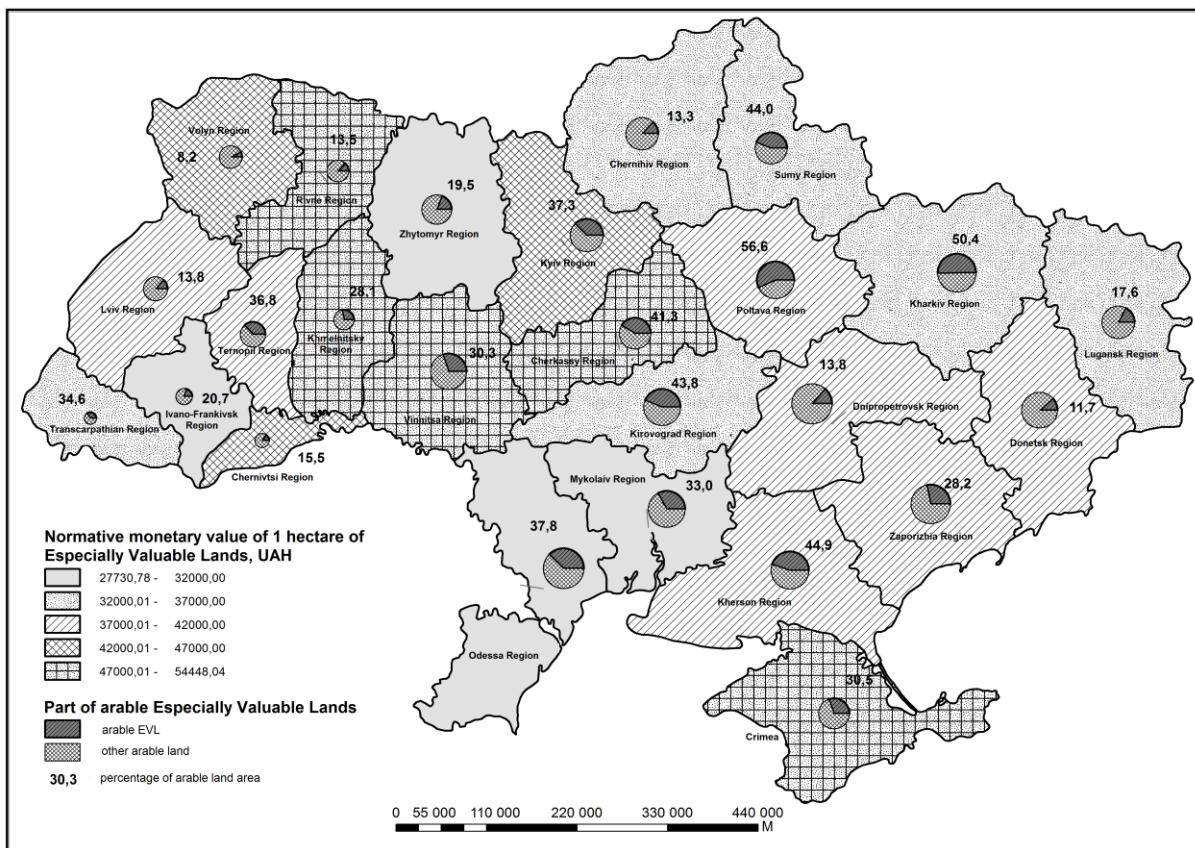 Volyn Region
8,2
13,5
Rivne Region
19,5
Zhytomyr Region
37,3
Kyiv Region
13,3
Chernihiv Region
44,0
Sumy Region
13,8
Lviv Region
36,8
Ternopil Region
28,1
Khmelnitsky
Region
30,3
Vinnitsa Region
41,3
Cherkassy Region
56,6
Poltava Region
50,4
Kharkiv Region
17,6
Lugansk Region
34,6
Transcarpathian Region
20,7
Ivano-Frankivsk
Region
15,5
Chernivtsi Region
43,8
Kirovograd Region
13,8
Dnipropetrovsk Region
11,7
Donetsk Region
Mykolaiv Region
33,0
28,2
Zaporizhia Region
37,8
44,9
Kherson Region
Odessa Region
30,5
Crimea
Normative monetary value of 1 hectare of
Especially Valuable Lands, UAH
27730,78 - 32000,00
32000,01 - 37000,00
37000,01 - 42000,00
42000,01 - 47000,00
47000,01 - 54448,04
Part of arable Especially Valuable Lands
arable EVL
other arable land
30,3 percentage of arable land area
0 55 000 110 000 220 000 330 000 440 000
M